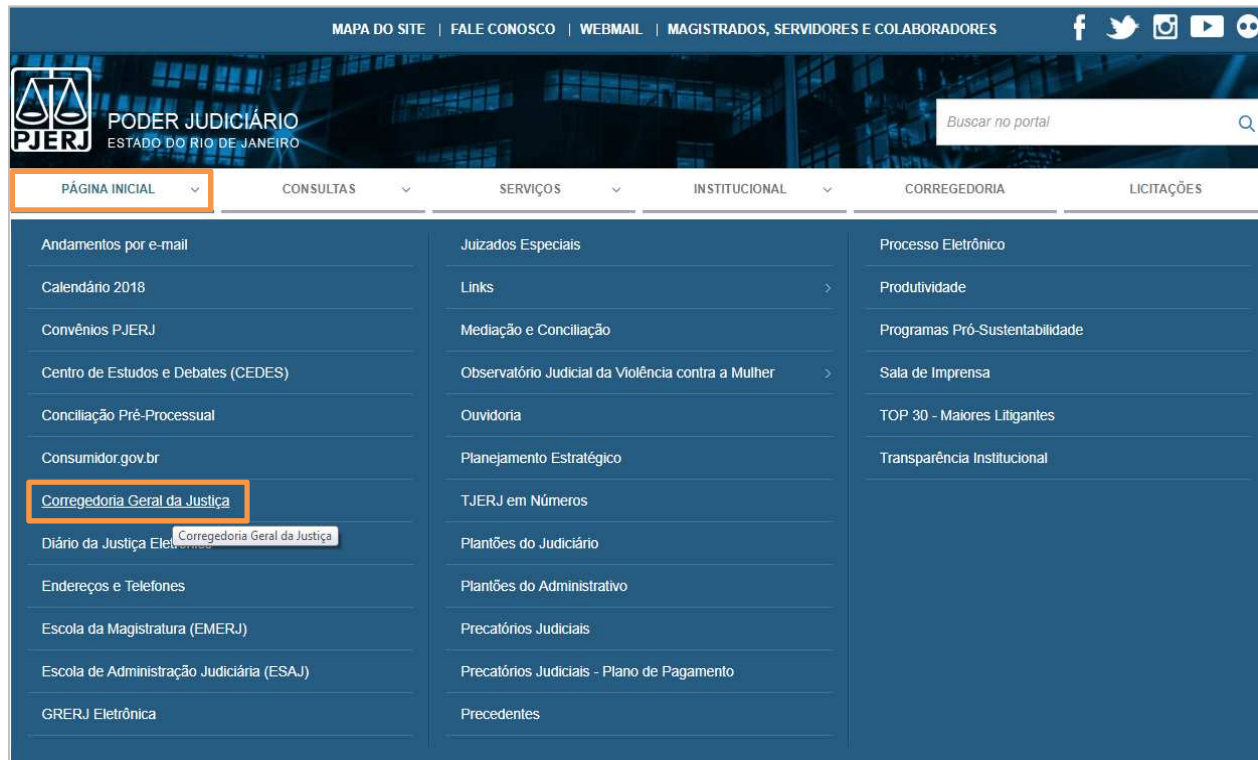 MAPA DO SITE | FALE CONOSCO | WEBMAIL | MAGISTRADOS, SERVIDORES E COLABORADORES
PJERJ
PODER JUDICIÁRIO
ESTADO DO RIO DE JANEIRO
Buscar no portal
PÁGINA INICIAL
CONSULTAS
SERVIÇOS
INSTITUCIONAL
CORREGEDORIA
LICITAÇÕES
Andamentos por e-mail
Calendário 2018
Convênios PJERJ
Centro de Estudos e Debates (CEDES)
Conciliação Pré-Processual
Consumidor.gov.br
Corregedoria Geral da Justiça
Corregedoria Geral da Justiça
Diário da Justiça
Endereços e Telefones
Escola da Magistratura (EMERJ)
Escola de Administração Judiciária (ESAJ)
GRERJ Eletrônica
Juizados Especiais
Links
Mediação e Conciliação
Observatório Judicial da Violência contra a Mulher
Ouvidoria
Planejamento Estratégico
TJERJ em Números
Plantões do Judiciário
Plantões do Administrativo
Precatórios Judiciais
Precatórios Judiciais - Plano de Pagamento
Precedentes
Processo Eletrônico
Produtividade
Programas Pró-Sustentabilidade
Sala de Imprensa
TOP 30 - Maiores Litigantes
Transparência Institucional